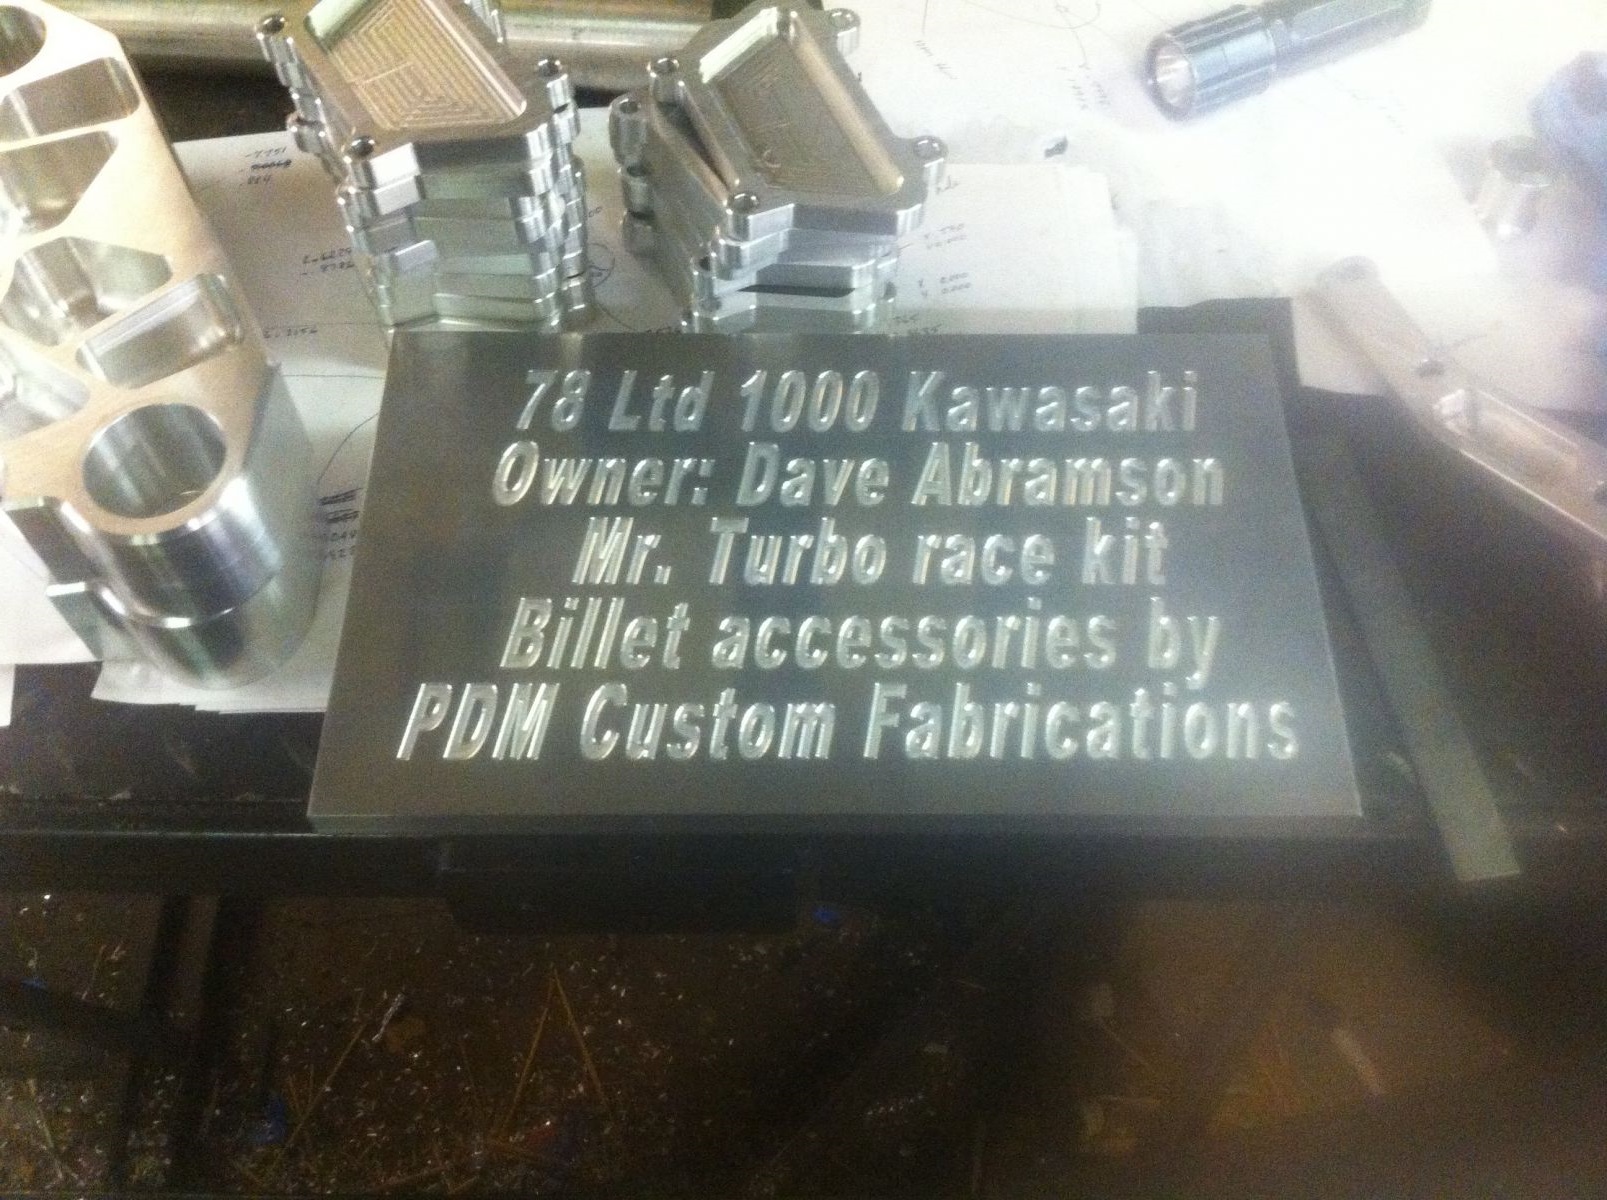 78 Ltd 1000 Kawasaki
Owner: Dave Abramson
Mr. Turbo race kit
Billet accessories by
PDM Custom Fabrications